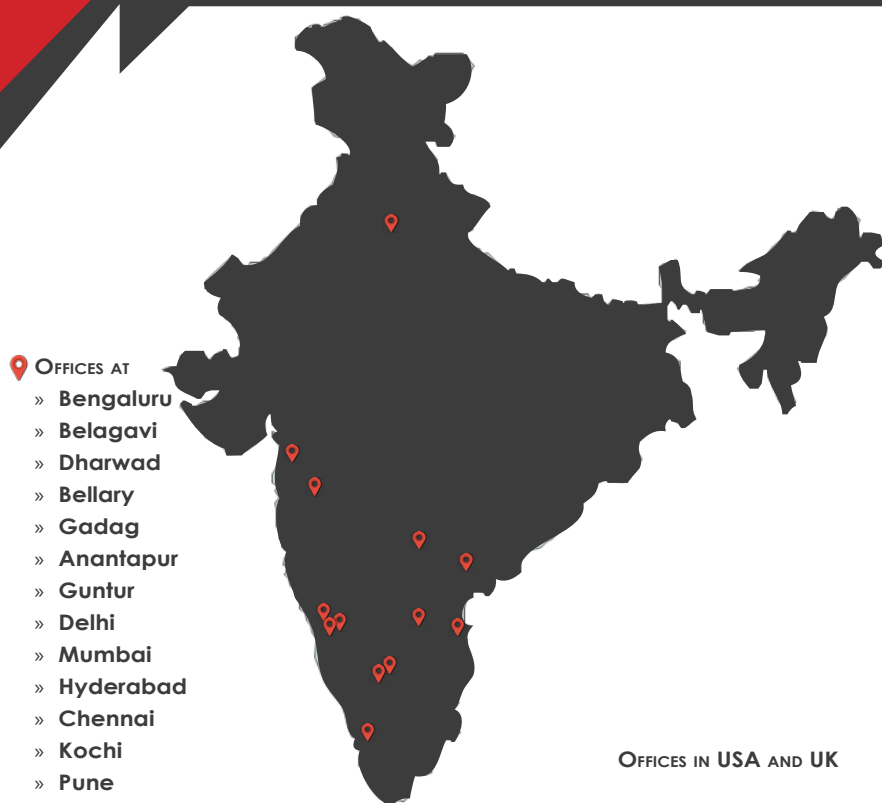 Offices at
» Bengaluru
» Belagavi
» Dharwad
» Bellary
» Gadag
» Anantapur
» Guntur
» Delhi
» Mumbai
» Hyderabad
» Chennai
» Kochi
» Pune
Offices in USA and UK